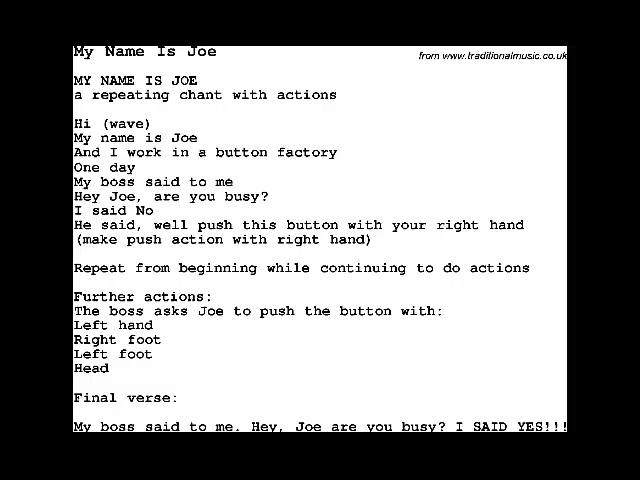 My Name Is Joe
from www.traditionalmusic.co.uk
MY NAME IS JOE
a repeating chant with actions
Hi (wave)
My name is Joe
And I work in a button factory
One day
My boss said to me
Hey Joe, are you busy?
I said No
He said, well push this button with your right hand
(make push action with right hand)
Repeat from beginning while continuing to do actions
Further actions:
The boss asks Joe to push the button with:
Left hand
Right foot
Left foot
Head
Final verse:
My boss said to me. Hey, Joe are you busy? I SAID YES!!!